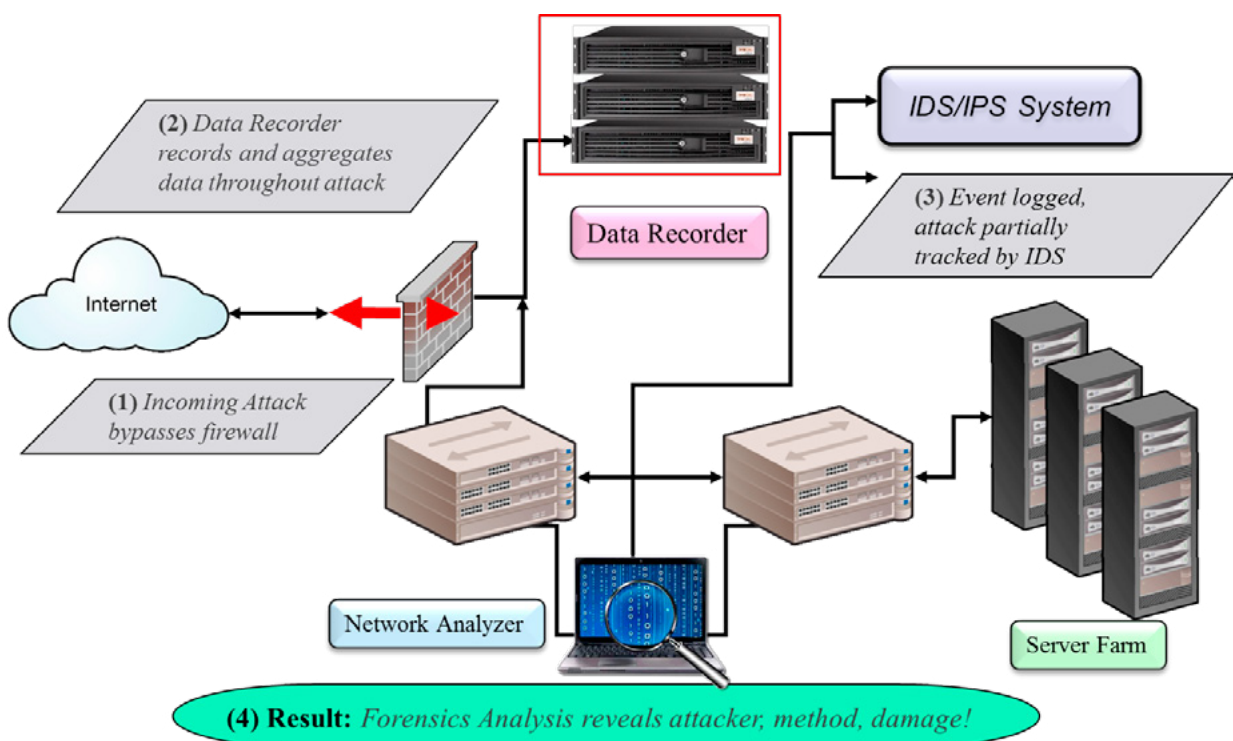 (2) Data Recorder
records and aggregates
data throughout attack
IDS/IPS System
(3) Event logged,
attack partially
tracked by IDS
Data Recorder
Internet
(1) Incoming Attack
bypasses firewall
Network Analyzer
Server Farm
(4) Result: Forensics Analysis reveals attacker, method, damage!